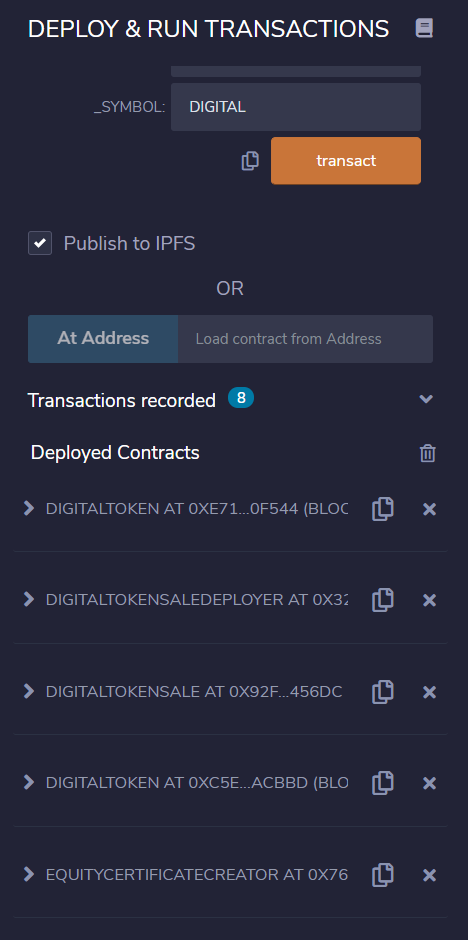 DEPLOY & RUN TRANSACTIONS
_SYMBOL: DIGITAL
transact
Publish to IPFS
OR
At Address Load contract from Address
Transactions recorded 8
Deployed Contracts
DIGITALTOKEN AT 0XE71...0F544 (BLOC
DIGITALTOKENSALEDEPLOYER AT 0X32
DIGITALTOKENSALE AT 0X92F...456DC
DIGITALTOKEN AT 0XC5E...ACBBD (BLO
EQUITYCERTIFICATECREATOR AT 0X76